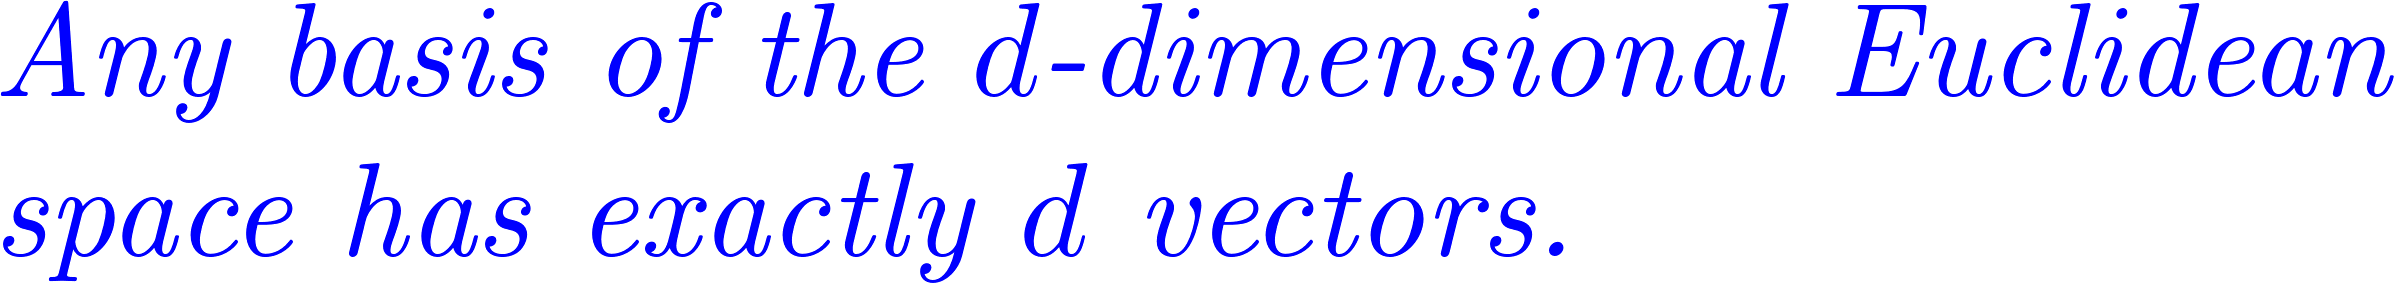 Any basis of the d-dimensional Euclidean
space has exactly d vectors.